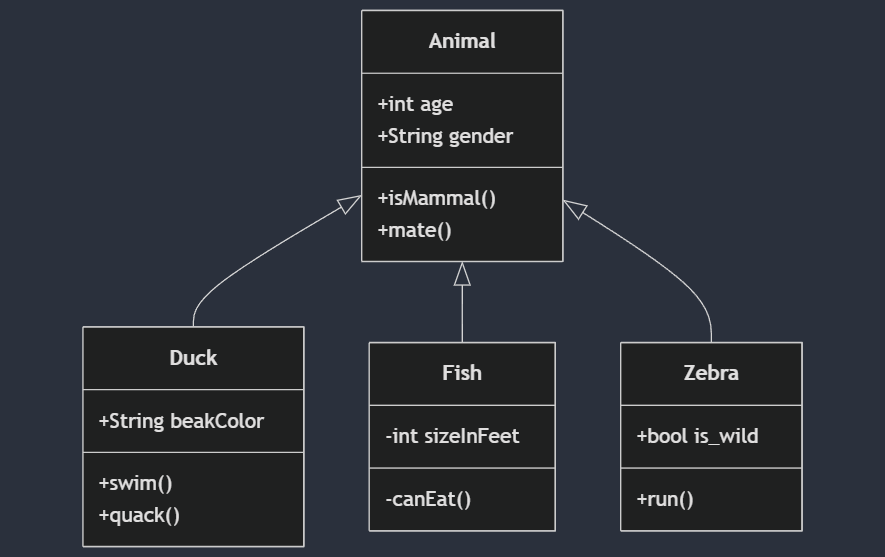 Animal
+int age
+String gender
+isMammal()
+mate()
Duck
+String beakColor
+swim()
+quack()
Fish
-int sizeInFeet
-canEat()
Zebra
+bool is_wild
+run()